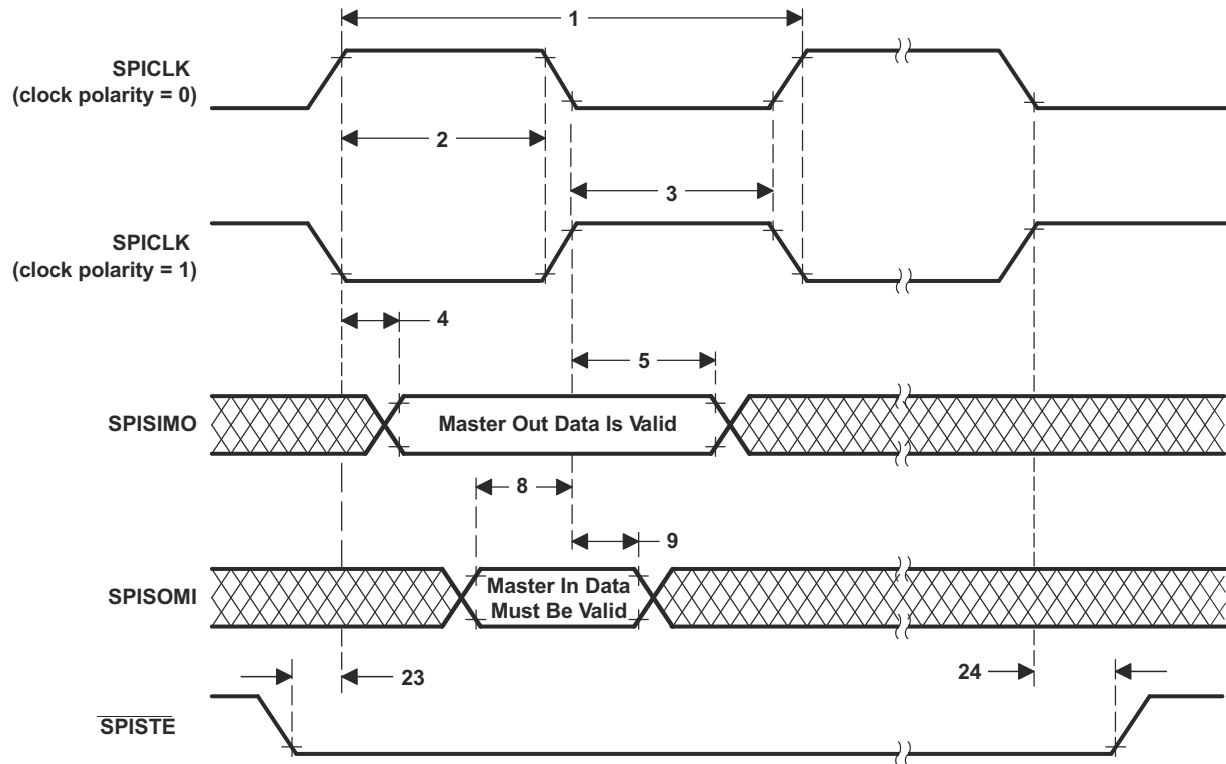 1
SPICLK
(clock polarity = 0)
2
3
SPICLK
(clock polarity = 1)
4
5
SPISIMO
Master Out Data Is Valid
8
9
SPISOMI
Master In Data
Must Be Valid
23
24
SPISTE